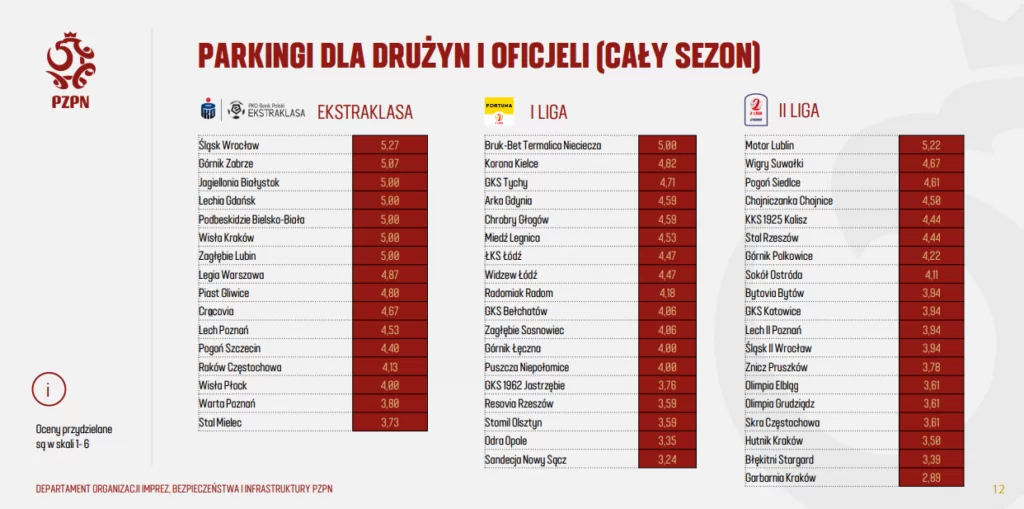 PZPN
PARKINGI DLA DRUŻYN I OFICJELI (CAŁY SEZON)
PKO Bank Polski
EKSTRAKLASA
EKSTRAKLASA
Śląsk Wrocław 5,27
Górnik Zabrze 5,07
Jagiellonia Białystok 5,00
Lechia Gdańsk 5,00
Podbeskidzie Bielsko-Biała 5,00
Wisła Kraków 5,00
Zagłębie Lubin 5,00
Legia Warszawa 4,87
Piast Gliwice 4,80
Cracovia 4,67
Lech Poznań 4,53
Pogoń Szczecin 4,40
Raków Częstochowa 4,13
Wisła Płock 4,00
Warta Poznań 3,80
Stal Mielec 3,73
FORTUNA
I LIGA
Bruk-Bet Termalica Nieciecza 5,00
Korona Kielce 4,82
GKS Tychy 4,71
Arka Gdynia 4,59
Chrobry Głogów 4,59
Miedź Legnica 4,53
ŁKS Łódź 4,47
Widzew Łódź 4,47
Radomiak Radom 4,18
GKS Bełchatów 4,06
Zagłębie Sosnowiec 4,06
Górnik Łęczna 4,00
Puszcza Niepołomice 4,00
GKS 1962 Jastrzębie 3,76
Resovia Rzeszów 3,59
Stomil Olsztyn 3,59
Odra Opole 3,35
Sandecja Nowy Sącz 3,24
II LIGA
Motor Lublin 5,22
Wigry Suwałki 4,67
Pogoń Siedlce 4,61
Chojniczanka Chojnice 4,50
KKS 1925 Kalisz 4,44
Stal Rzeszów 4,44
Górnik Polkowice 4,22
Sokół Ostróda 4,11
Bytovia Bytów 3,94
GKS Katowice 3,94
Lech II Poznań 3,94
Śląsk II Wrocław 3,94
Znicz Pruszków 3,78
Olimpia Elbląg 3,61
Olimpia Grudziądz 3,61
Skra Częstochowa 3,61
Hutnik Kraków 3,50
Błękitni Stargard 3,39
Garbarnia Kraków 2,89
i
Oceny przydzielane
są w skali 1- 6
DEPARTAMENT ORGANIZACJI IMPREZ, BEZPIECZEŃSTWA I INFRASTRUKTURY PZPN
12